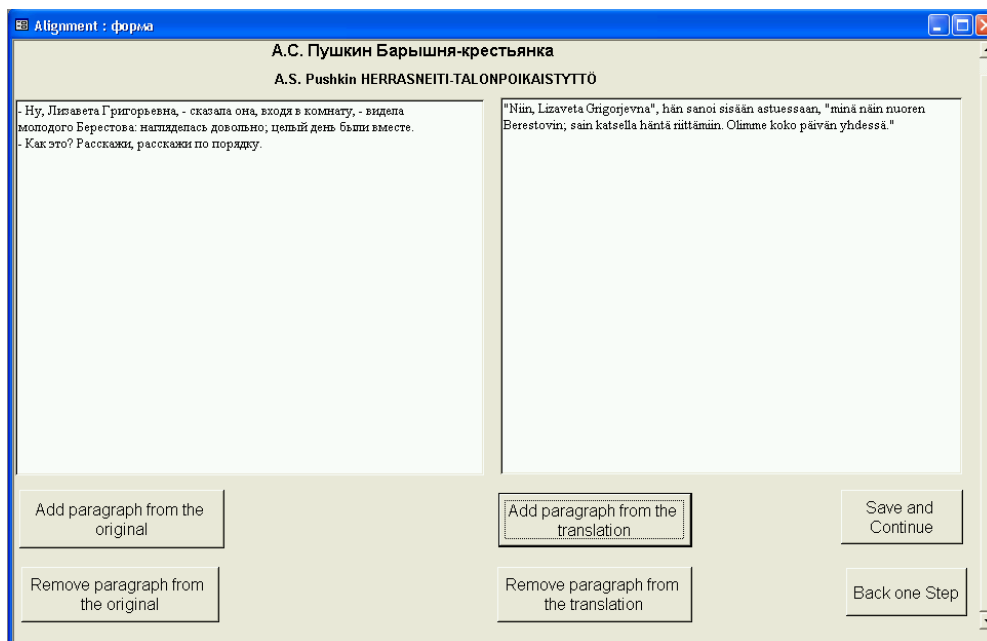 Alignment : форма
А.С. Пушкин Барышня-крестьянка
A.S. Pushkin HERRASNEITI-TALONPOIKAISTYTTÖ
- Ну, Лизавета Григорьевна, - сказала она, входя в комнату, - видела
молодого Берестова: нагляделась довольно; целый день были вместе.
- Как это? Расскажи, расскажи по порядку.
"Niin, Lizaveta Grigorjevna", hän sanoi sisään astuessaan, "minä näin nuoren
Berestovin; sain katsella häntä riittämiin. Olimme koko päivän yhdessä."
Add paragraph from the
original
Add paragraph from the
translation
Save and
Continue
Remove paragraph from
the original
Remove paragraph from
the translation
Back one Step